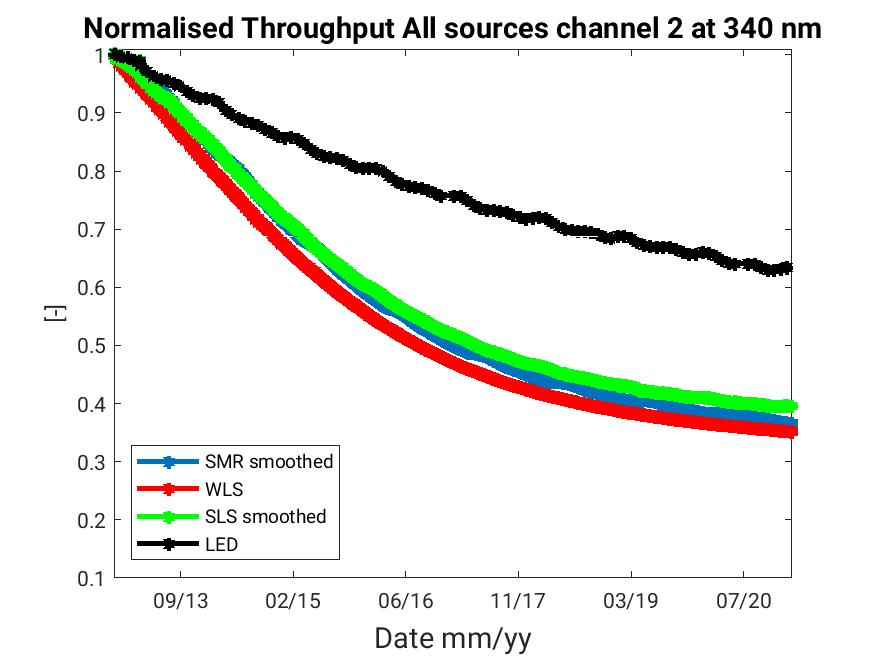 Normalised Throughput All sources channel 2 at 340 nm
1
0.9
0.8
0.7
0.6
0.5
0.4
0.3
0.2
0.1
[-]
SMR smoothed
WLS
SLS smoothed
LED
09/13 02/15 06/16 11/17 03/19 07/20
Date mm/yy